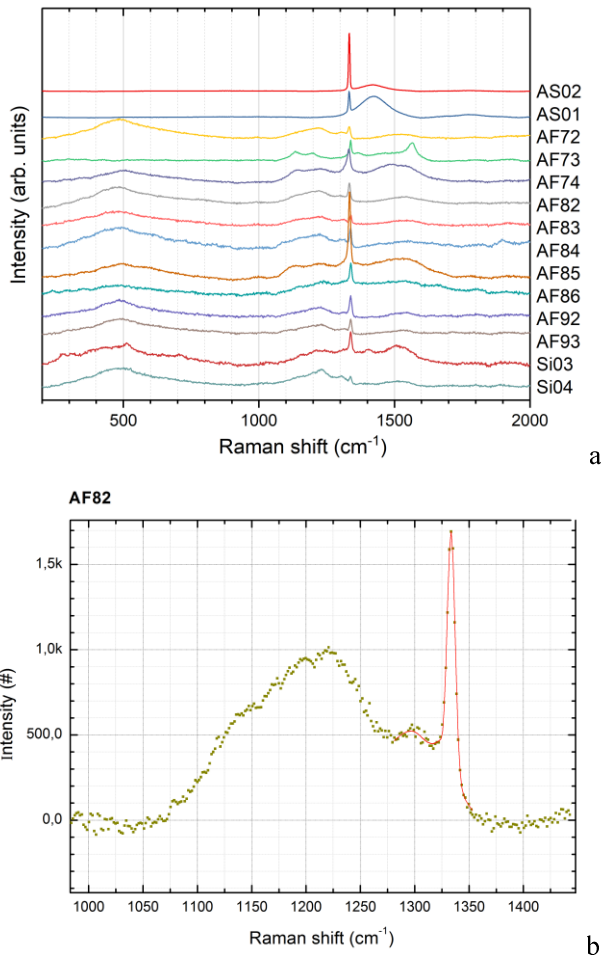 Intensity (arb. units)
AS02
AS01
AF72
AF73
AF74
AF82
AF83
AF84
AF85
AF86
AF92
AF93
Si03
Si04
500 1000 1500 2000
Raman shift (cm-1)
a
AF82
Intensity (#)
1,5k
1,0k
500,0
0,0
1000 1050 1100 1150 1200 1250 1300 1350 1400
Raman shift (cm-1)
b